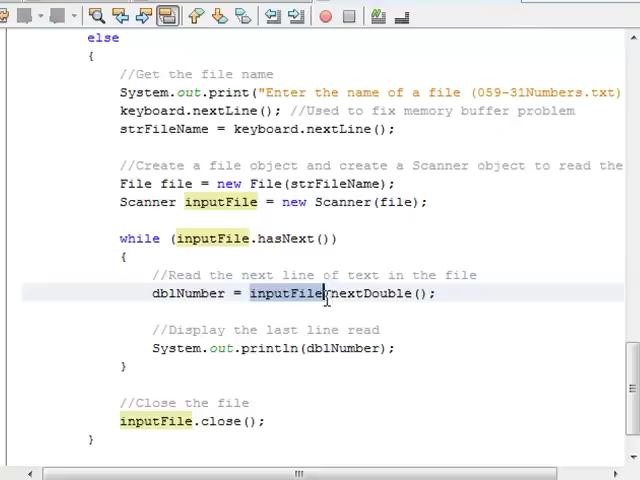 else
{
//Get the file name
System.out.print("Enter the name of a file (059-31Numbers.txt)
keyboard.nextLine(); //Used to fix memory buffer problem
strFileName = keyboard.nextLine();
//Create a file object and create a Scanner object to read the
File file = new File(strFileName);
Scanner inputFile = new Scanner(file);
while (inputFile.hasNext())
{
//Read the next line of text in the file
dblNumber = inputFile.nextDouble();
//Display the last line read
System.out.println(dblNumber);
}
//Close the file
inputFile.close();
}